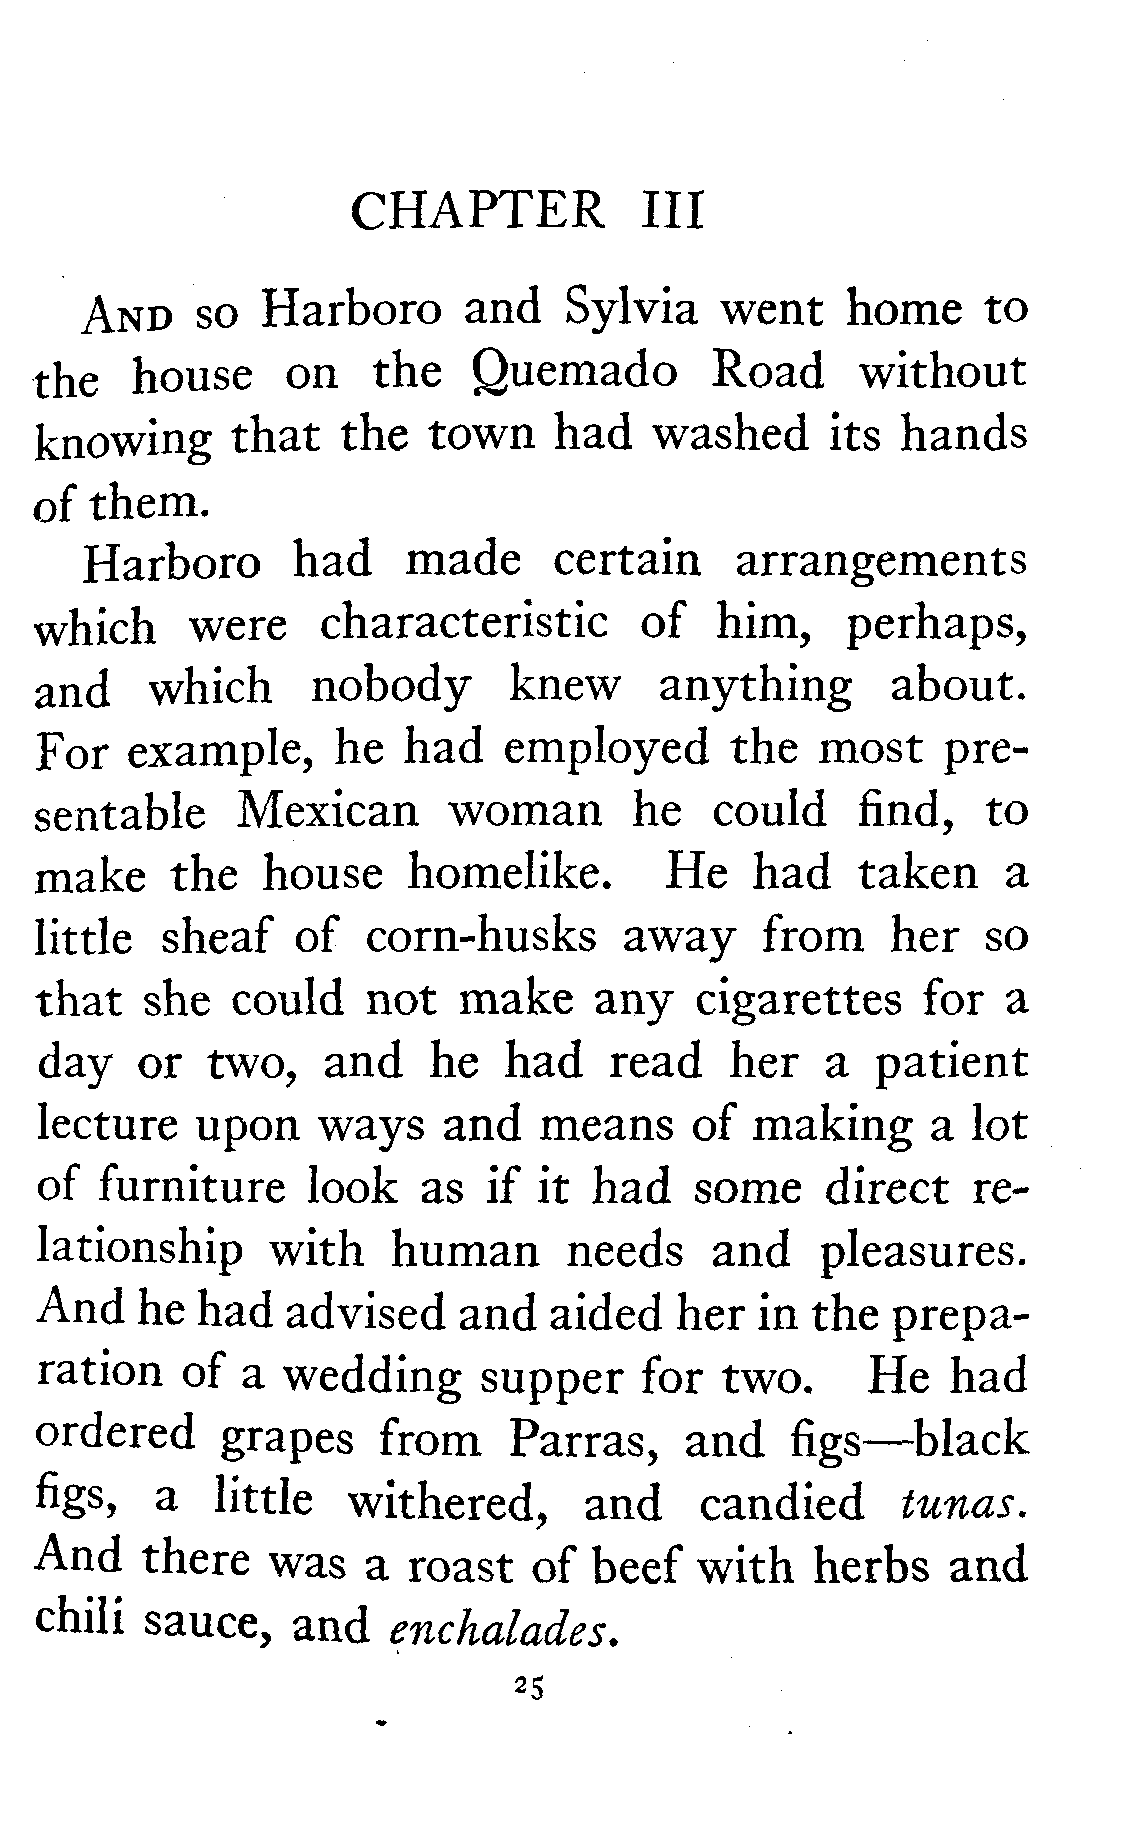 CHAPTER III
And so Harboro and Sylvia went home to
the house on the Quemado Road without
knowing that the town had washed its hands
of them.
Harboro had made certain arrangements
which were characteristic of him, perhaps,
and which nobody knew anything about.
For example, he had employed the most pre-
sentable Mexican woman he could find, to
make the house homelike. He had taken a
little sheaf of corn-husks away from her so
that she could not make any cigarettes for a
day or two, and he had read her a patient
lecture upon ways and means of making a lot
of furniture look as if it had some direct re-
lationship with human needs and pleasures.
And he had advised and aided her in the prepa-
ration of a wedding supper for two. He had
ordered grapes from Parras, and figs—black
figs, a little withered, and candied tunas.
And there was a roast of beef with herbs and
chili sauce, and enchalades.
25